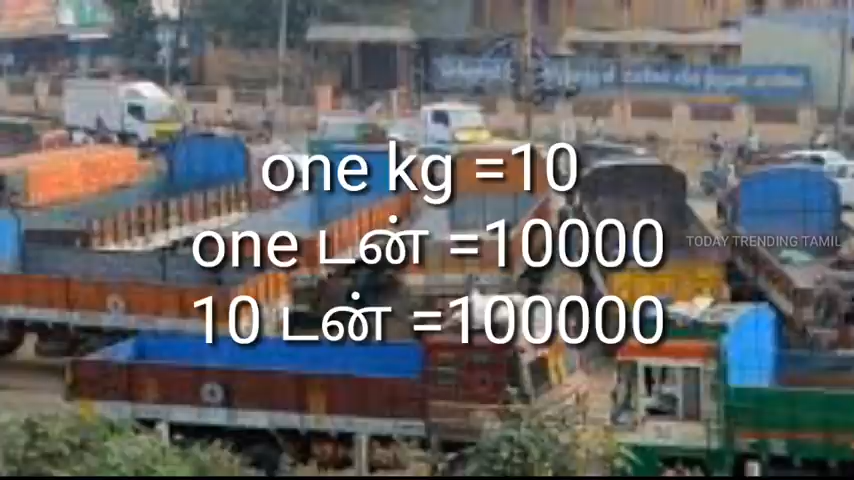 one kg =10
one டன் =10000
TODAY TRENDING TAMIL
10 டன் =100000